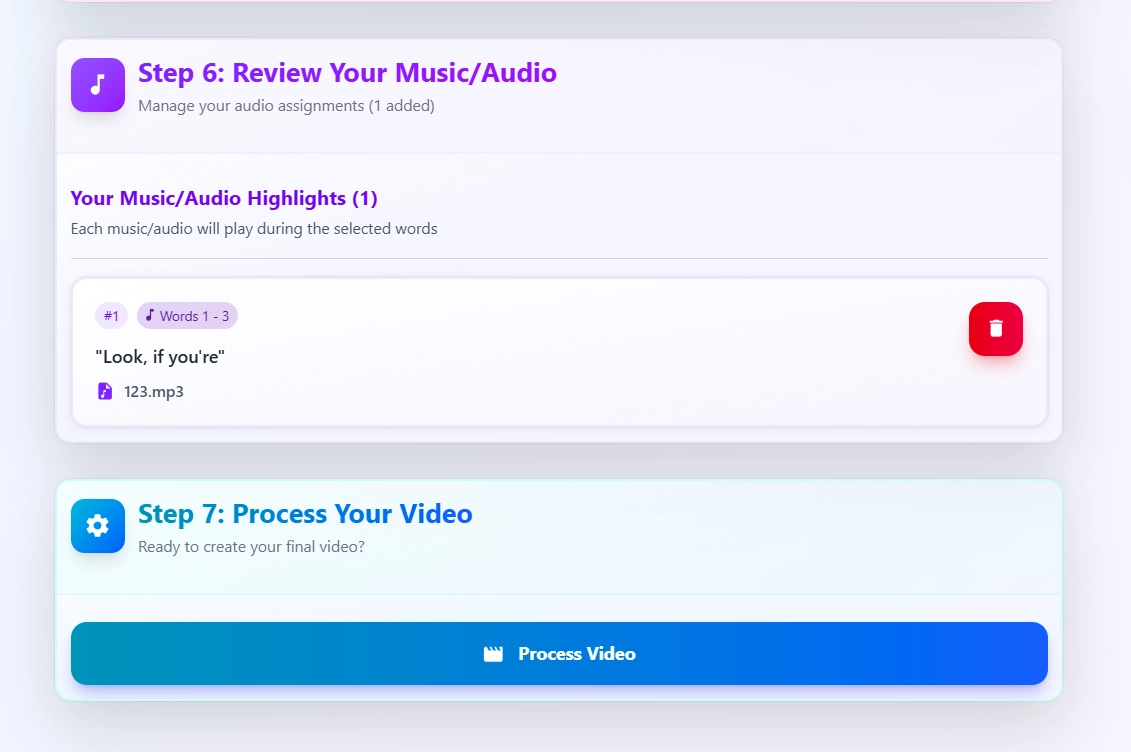 Step 6: Review Your Music/Audio
Manage your audio assignments (1 added)
Your Music/Audio Highlights (1)
Each music/audio will play during the selected words
#1 Words 1 - 3
"Look, if you're"
123.mp3
Step 7: Process Your Video
Ready to create your final video?
Process Video